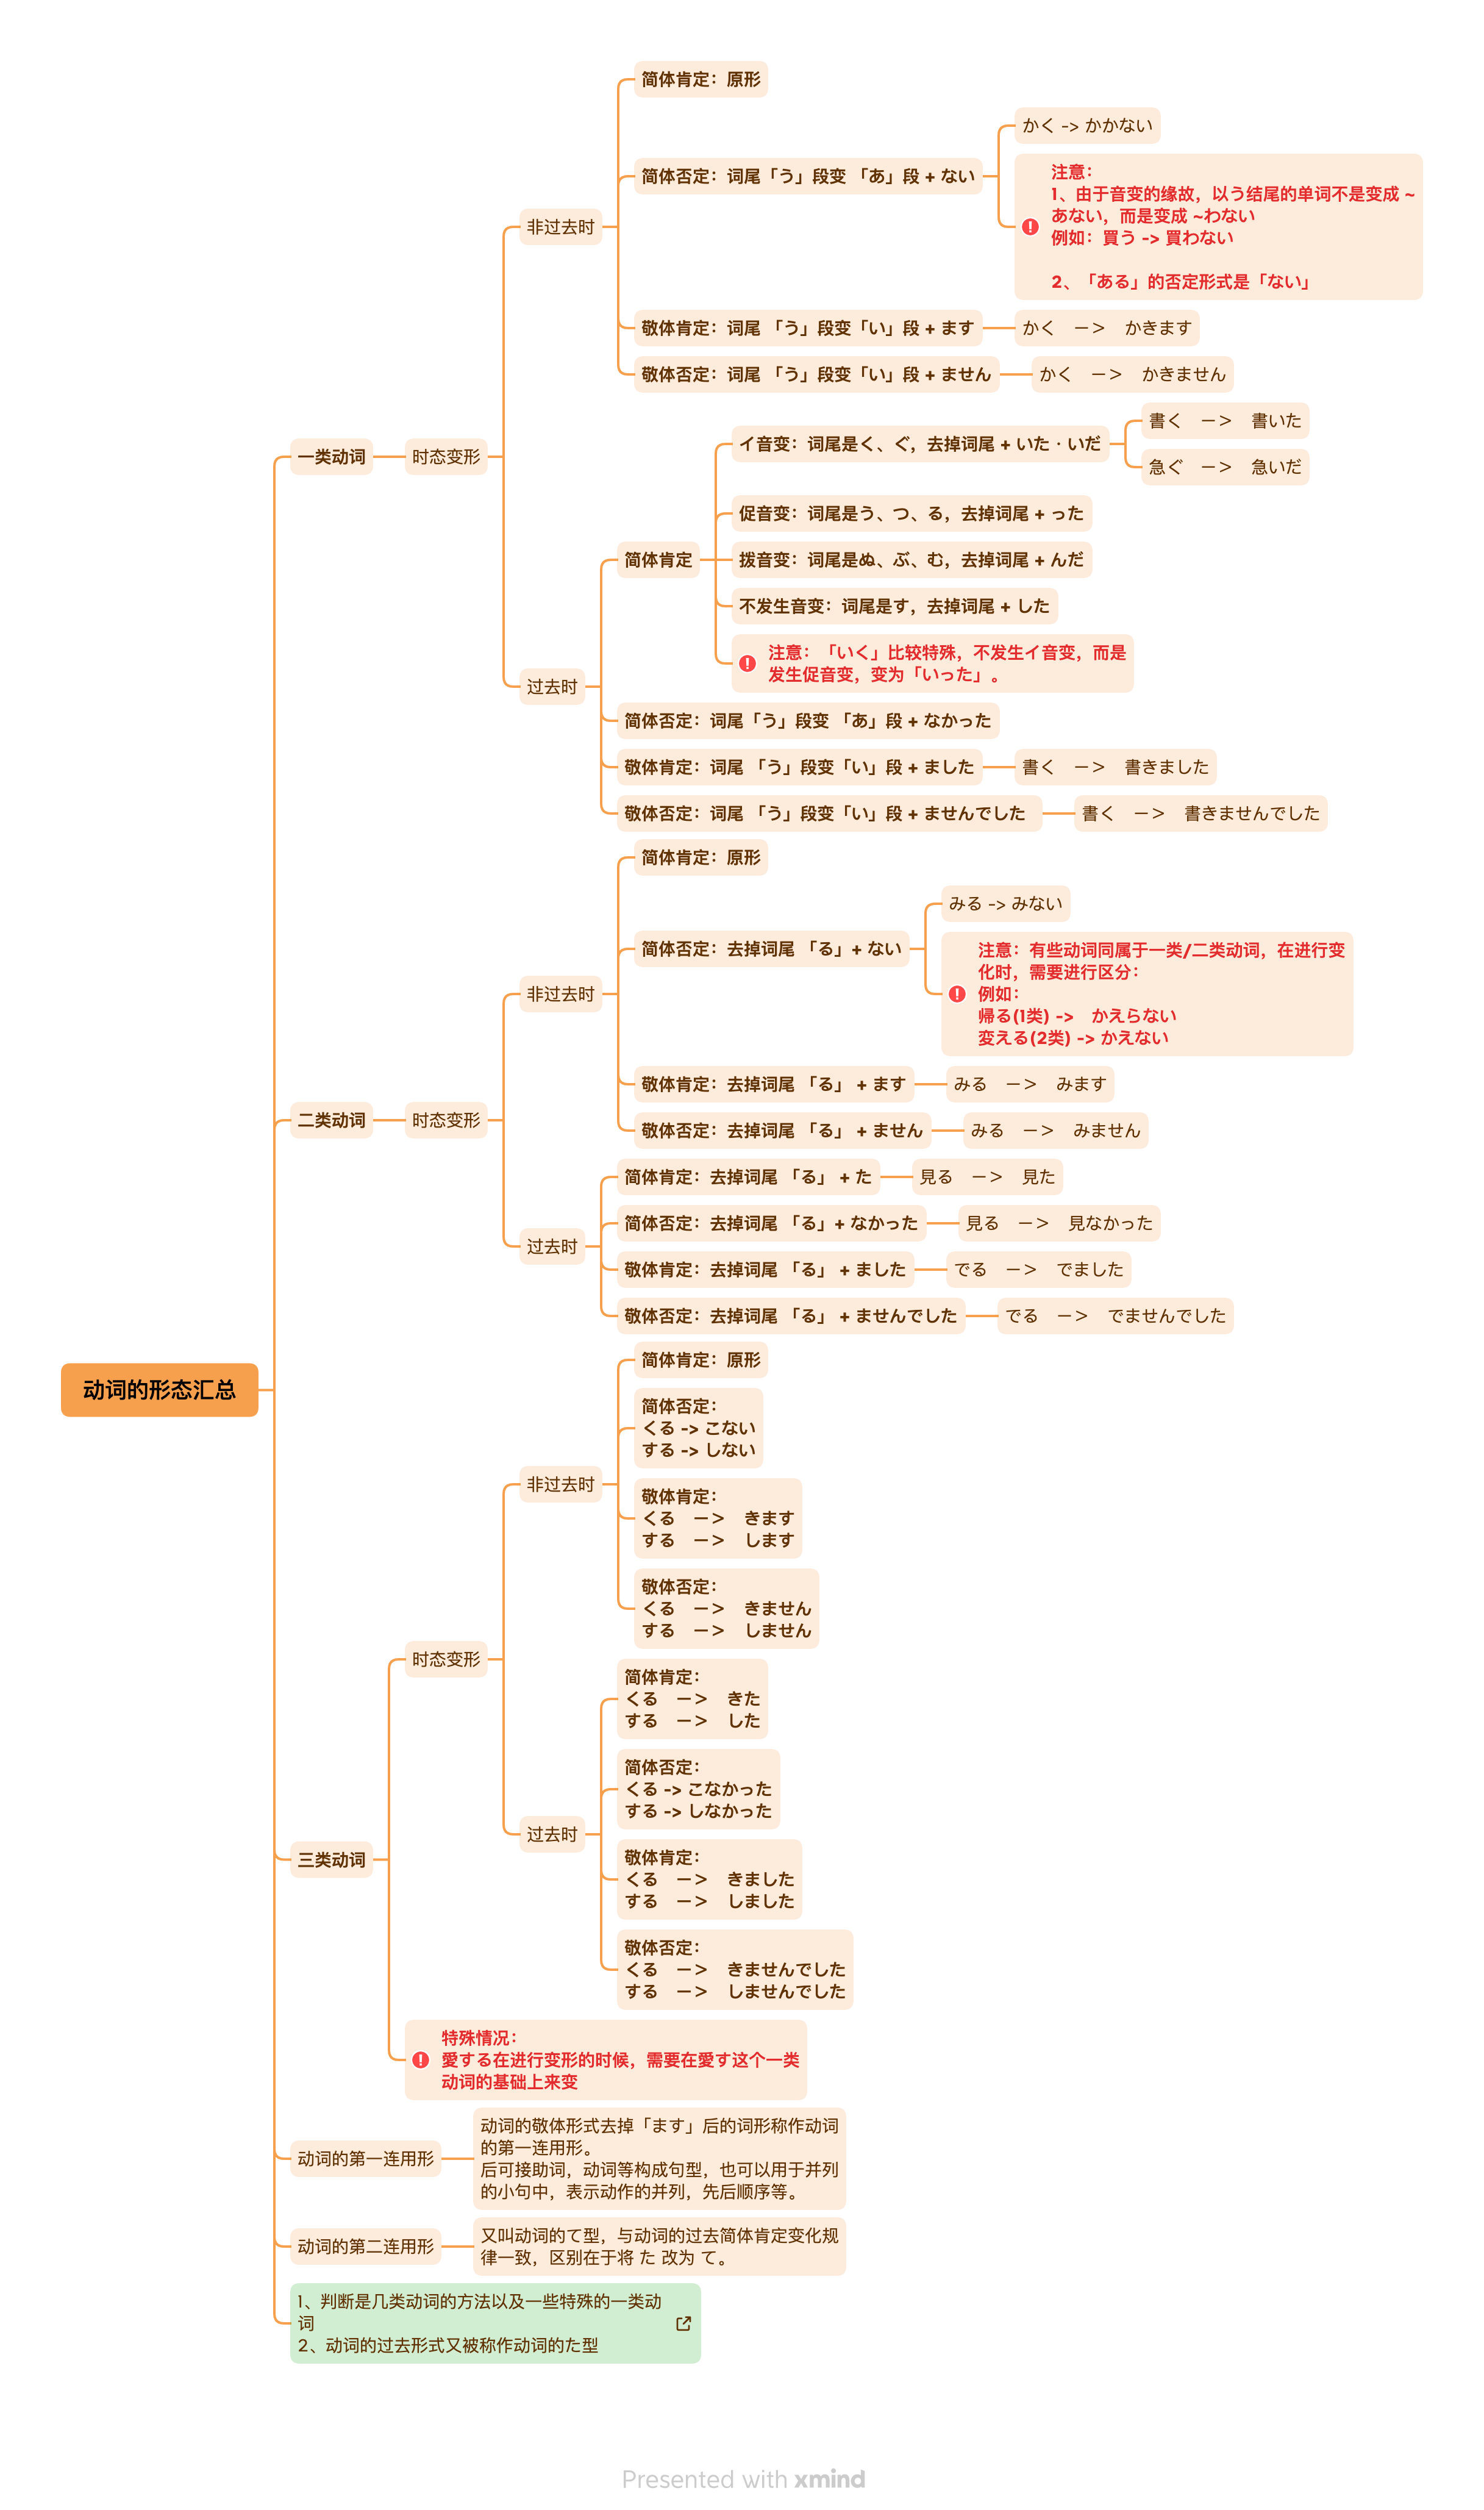 动词的形态汇总
一类动词
时态变形
非过去时
简体肯定：原形
简体否定：词尾「う」段变 「あ」段 + ない
かく -> かかない
注意：
1、由于音变的缘故，以う结尾的单词不是变成 ~
あない，而是变成 ~わない
例如：買う -> 買わない
2、「ある」的否定形式是「ない」
敬体肯定：词尾 「う」段变「い」段 + ます
かく　ー＞　かきます
敬体否定：词尾 「う」段变「い」段 + ません
かく　ー＞　かきません
过去时
简体肯定
イ音变：词尾是く、ぐ，去掉词尾 + いた · いだ
書く　ー＞　書いた
急ぐ　ー＞　急いだ
促音变：词尾是う、つ、る，去掉词尾 + った
拨音变：词尾是ぬ、ぶ、む，去掉词尾 + んだ
不发生音变：词尾是す，去掉词尾 + した
注意：「いく」比较特殊，不发生イ音变，而是
发生促音变，变为「いった」。
简体否定：词尾「う」段变 「あ」段 + なかった
敬体肯定：词尾 「う」段变「い」段 + ました
書く　ー＞　書きました
敬体否定：词尾 「う」段变「い」段 + ませんでした
書く　ー＞　書きませんでした
二类动词
时态变形
非过去时
简体肯定：原形
简体否定：去掉词尾 「る」+ ない
みる -> みない
注意：有些动词同属于一类/二类动词，在进行变
化时，需要进行区分：
例如：
帰る(1类) ->　かえらない
変える(2类) -> かえない
敬体肯定：去掉词尾 「る」 + ます
みる　ー＞　みます
敬体否定：去掉词尾 「る」 + ません
みる　ー＞　みません
过去时
简体肯定：去掉词尾 「る」 + た
見る　ー＞　見た
简体否定：去掉词尾 「る」+ なかった
見る　ー＞　見なかった
敬体肯定：去掉词尾 「る」 + ました
でる　ー＞　でました
敬体否定：去掉词尾 「る」 + ませんでした
でる　ー＞　でませんでした
三类动词
时态变形
非过去时
简体肯定：原形
简体否定：
くる -> こない
する -> しない
敬体肯定：
くる　ー＞　きます
する　ー＞　します
敬体否定：
くる　ー＞　きません
する　ー＞　しません
过去时
简体肯定：
くる　ー＞　きた
する　ー＞　した
简体否定：
くる -> こなかった
する -> しなかった
敬体肯定：
くる　ー＞　きました
する　ー＞　しました
敬体否定：
くる　ー＞　きませんでした
する　ー＞　しませんでした
特殊情况：
愛する在进行变形的时候，需要在愛す这个一类
动词的基础上来变
动词的第一连用形
动词的敬体形式去掉「ます」后的词形称作动词
的第一连用形。
后可接助词，动词等构成句型，也可以用于并列
的小句中，表示动作的并列，先后顺序等。
动词的第二连用形
又叫动词的て型，与动词的过去简体肯定变化规
律一致，区别在于将 た 改为 て。
1、判断是几类动词的方法以及一些特殊的一类动
词
2、动词的过去形式又被称作动词的た型
Presented with xmind